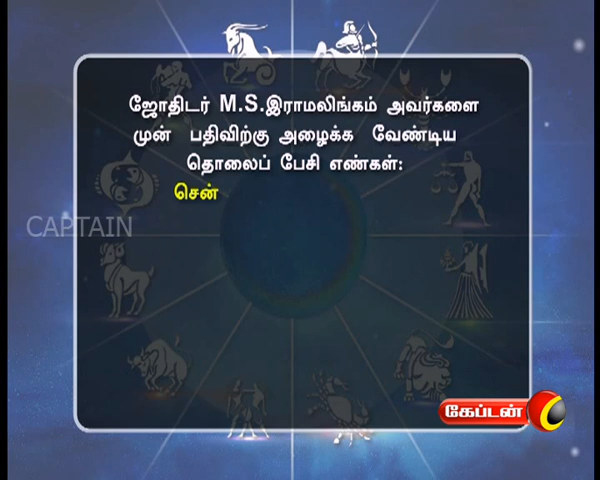 ஜோதிடர் M.S.இராமலிங்கம் அவர்களை
முன் பதிவிற்கு அழைக்க வேண்டிய
தொலைப் பேசி எண்கள்:
சென்
CAPTAIN
கேப்டன்